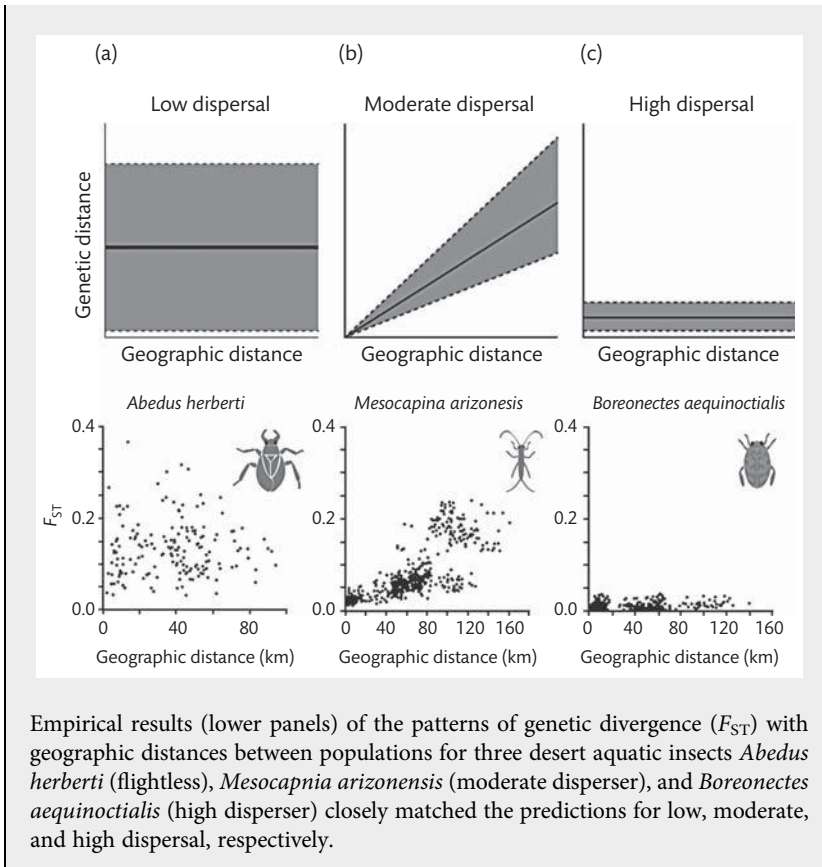 (a) (b) (c)
Low dispersal Moderate dispersal High dispersal
Genetic distance
Geographic distance Geographic distance Geographic distance
Abedus herberti Mesocapina arizonesis Boreonectes aequinoctialis
0.4 0.4 0.4
0.2 0.2 0.2
FST
0.0 0.0 0.0
0 40 80 0 40 80 120 160 0 40 60 120 160
Geographic distance (km) Geographic distance (km) Geographic distance (km)
Empirical results (lower panels) of the patterns of genetic divergence (FST) with
geographic distances between populations for three desert aquatic insects Abedus
herberti (flightless), Mesocapnia arizonensis (moderate disperser), and Boreonectes
aequinoctialis (high disperser) closely matched the predictions for low, moderate,
and high dispersal, respectively.